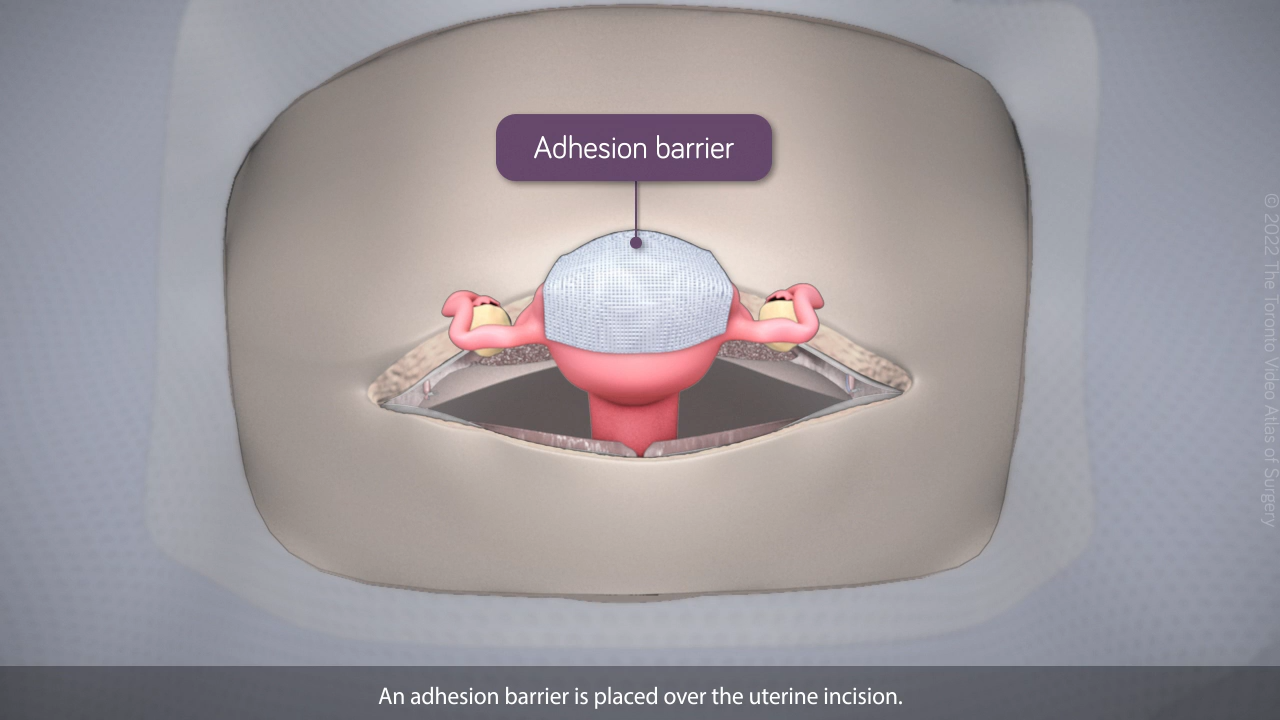 Adhesion barrier
© 2022 The Toronto Video Atlas of Surgery
An adhesion barrier is placed over the uterine incision.